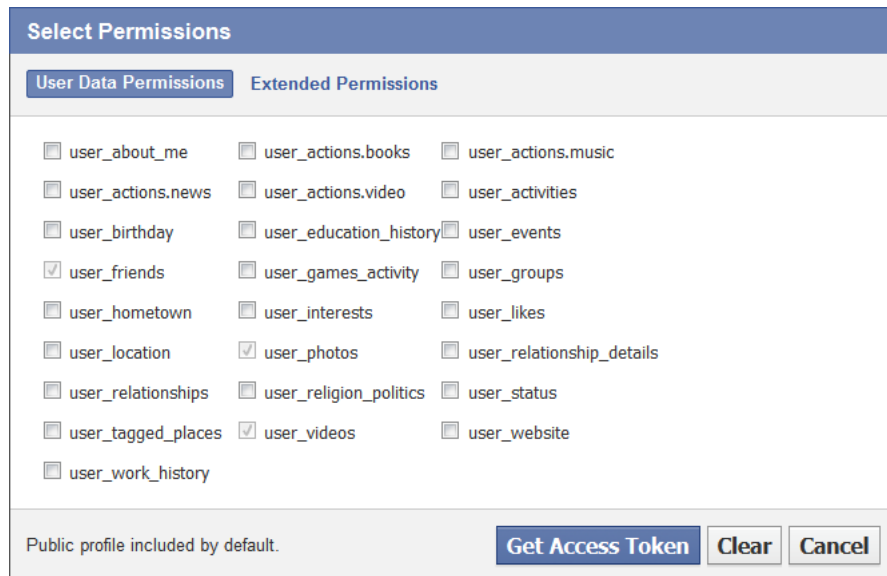 Select Permissions
User Data Permissions Extended Permissions
user_about_me user_actions.books user_actions.music
user_actions.news user_actions.video user_activities
user_birthday user_education_history user_events
user_friends user_games_activity user_groups
user_hometown user_interests user_likes
user_location user_photos user_relationship_details
user_relationships user_religion_politics user_status
user_tagged_places user_videos user_website
user_work_history
Public profile included by default. Get Access Token Clear Cancel